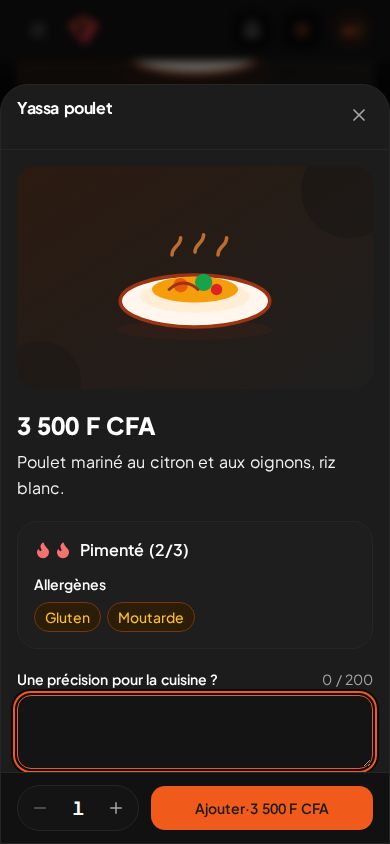 Yassa poulet
3 500 F CFA
Poulet mariné au citron et aux oignons, riz
blanc.
Pimenté (2/3)
Allergènes
Gluten Moutarde
Une précision pour la cuisine ? 0 / 200
1 Ajouter·3 500 F CFA